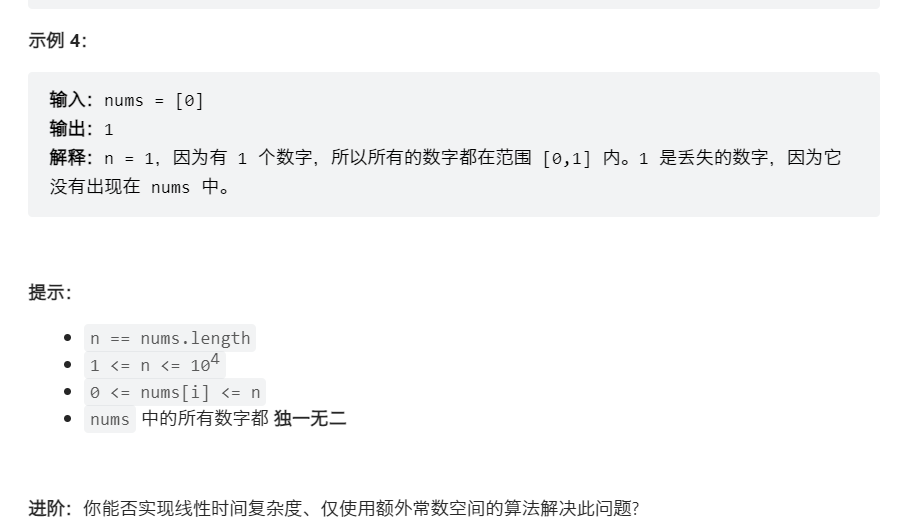 示例 4：
输入：nums = [0]
输出：1
解释：n = 1，因为有 1 个数字，所以所有的数字都在范围 [0,1] 内。1 是丢失的数字，因为它
没有出现在 nums 中。
提示：
n == nums.length
1 <= n <= 10⁴
0 <= nums[i] <= n
nums 中的所有数字都 独一无二
进阶：你能否实现线性时间复杂度、仅使用额外常数空间的算法解决此问题?